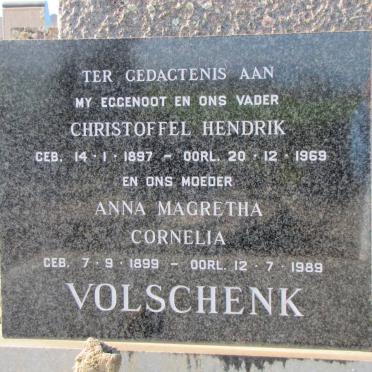 TER GEDAGTENIS AAN
MY EGGENOOT EN ONS VADER
CHRISTOFFEL HENDRIK
GEB. 14 · 1 · 1897 – OORL. 20 · 12 · 1969
EN ONS MOEDER
ANNA MAGRETHA
CORNELIA
GEB. 7 · 9 · 1899 – OORL. 12 · 7 · 1989
VOLSCHENK